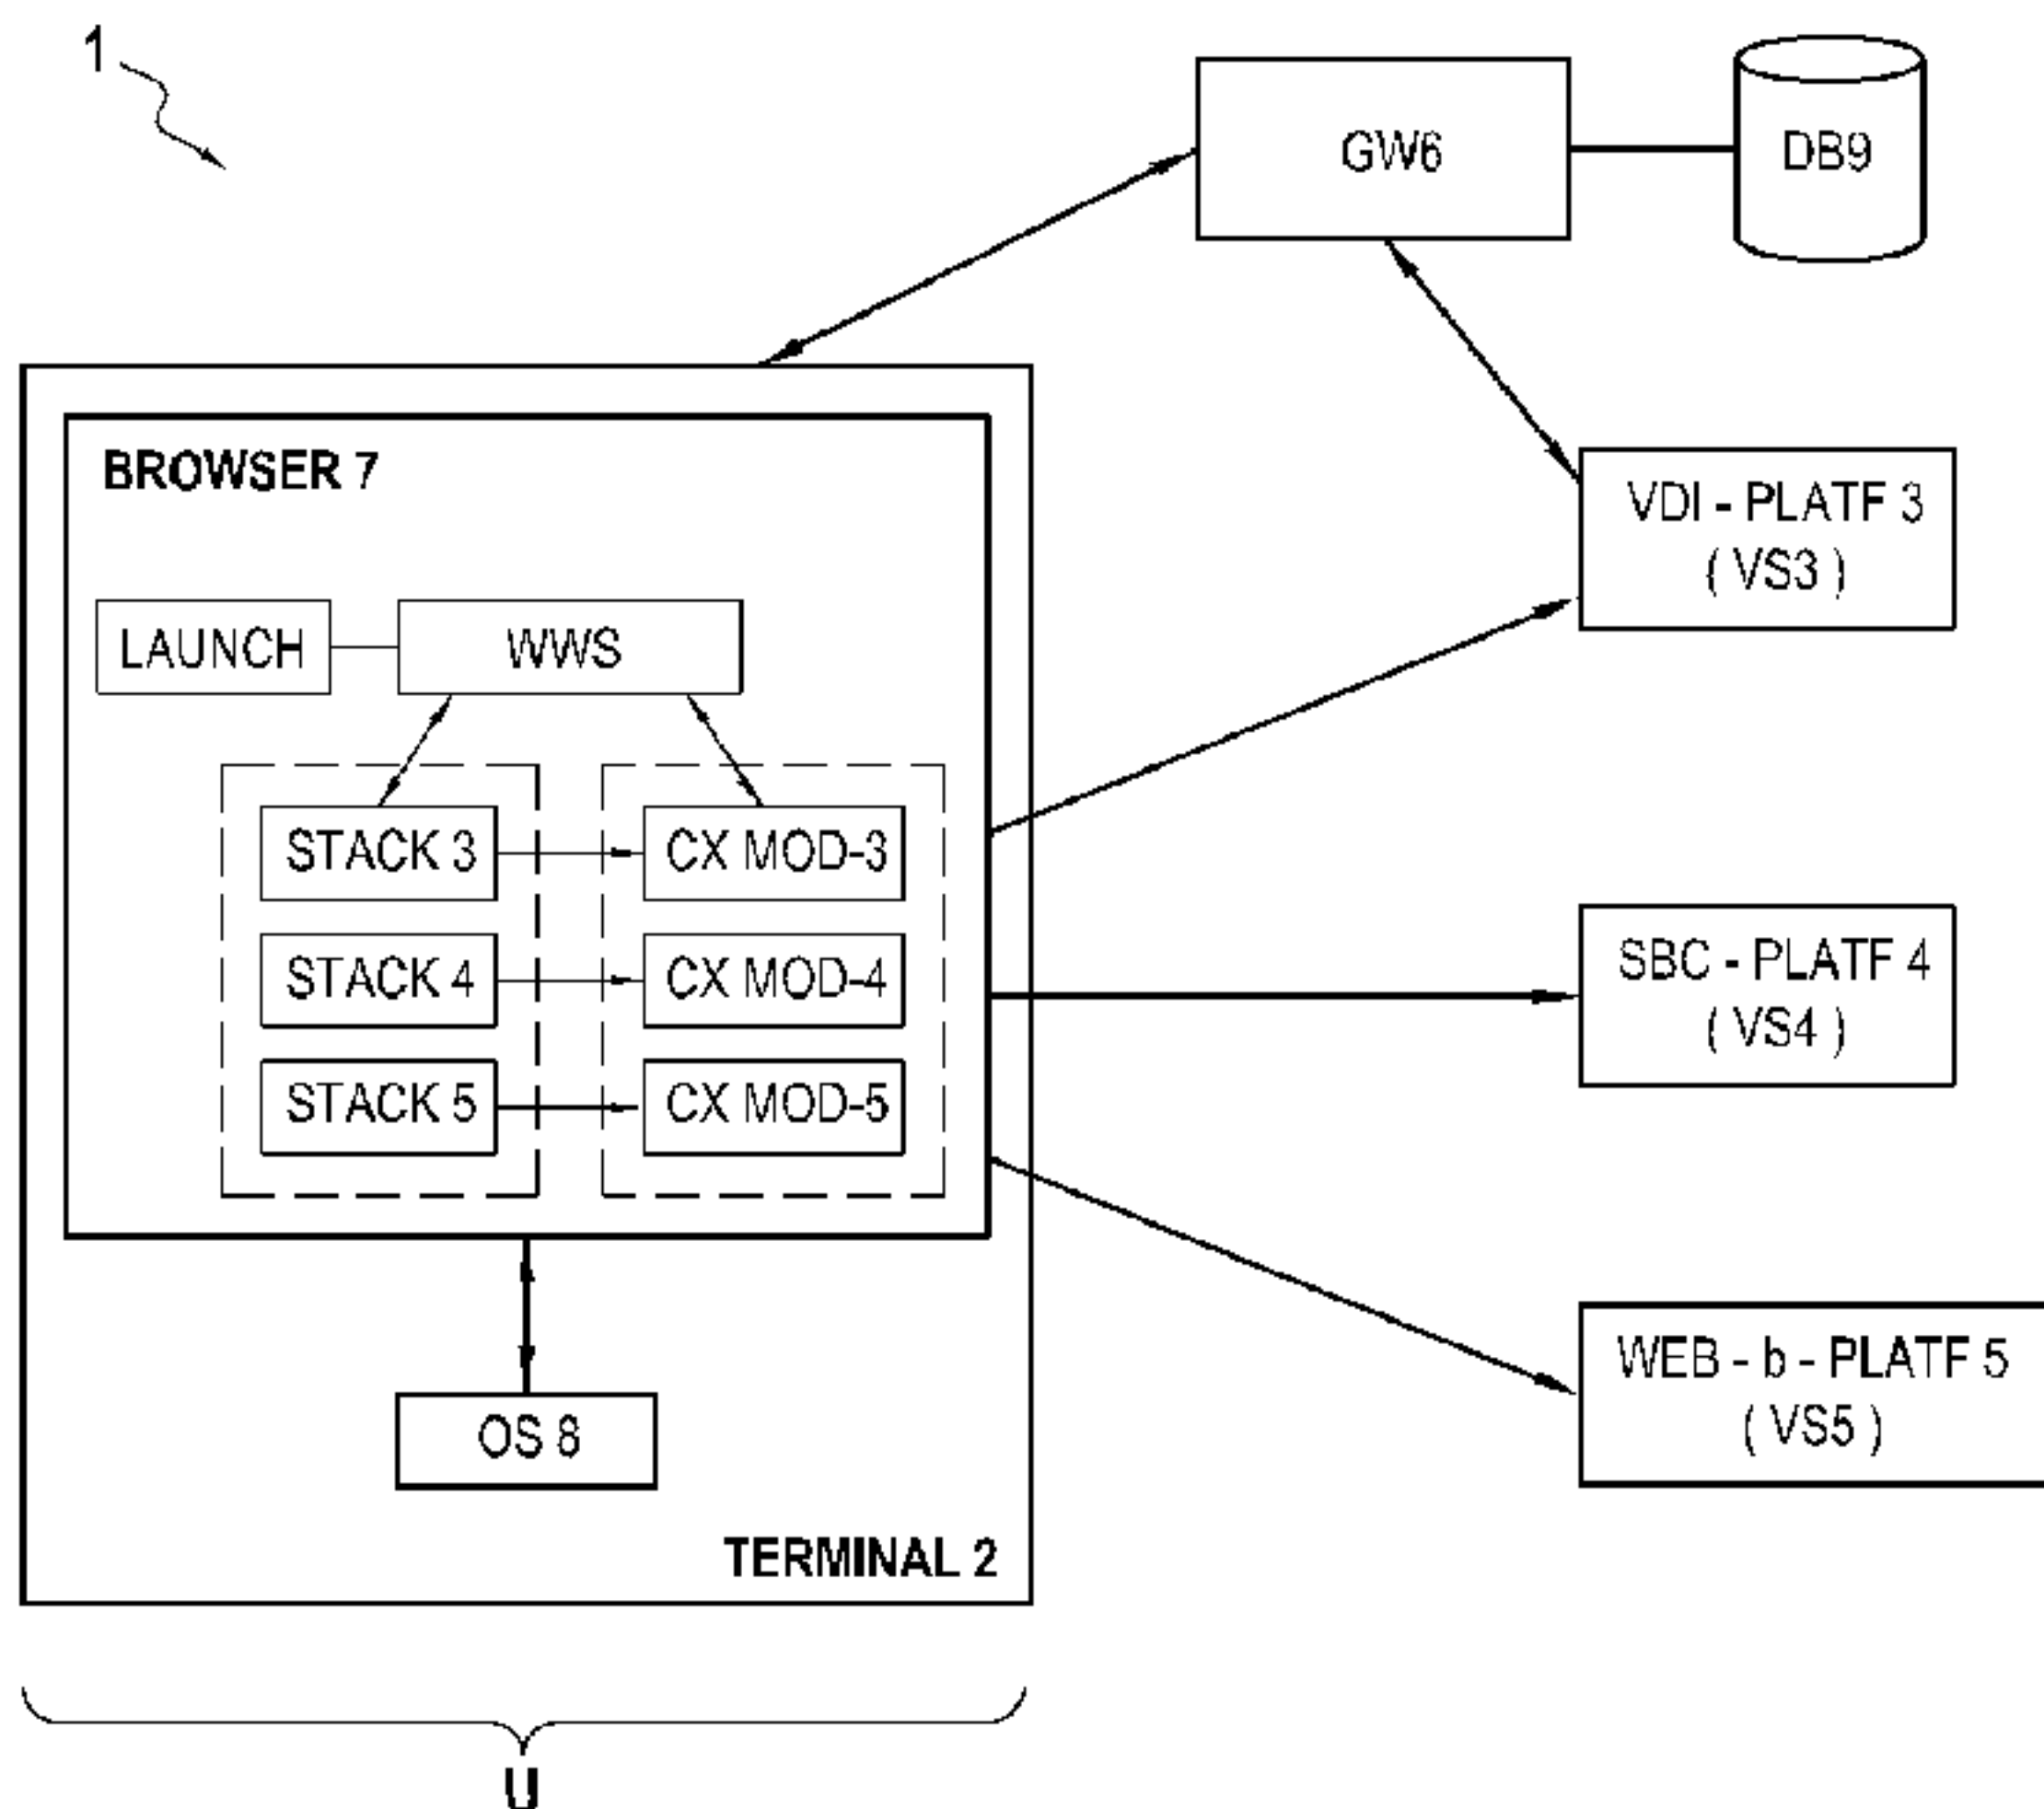 1
GW6
DB9
BROWSER 7
VDI - PLATF 3
( VS3 )
LAUNCH
WWS
STACK 3
CX MOD-3
STACK 4
CX MOD-4
SBC - PLATF 4
( VS4 )
STACK 5
CX MOD-5
WEB - b - PLATF 5
( VS5 )
OS 8
TERMINAL 2
U